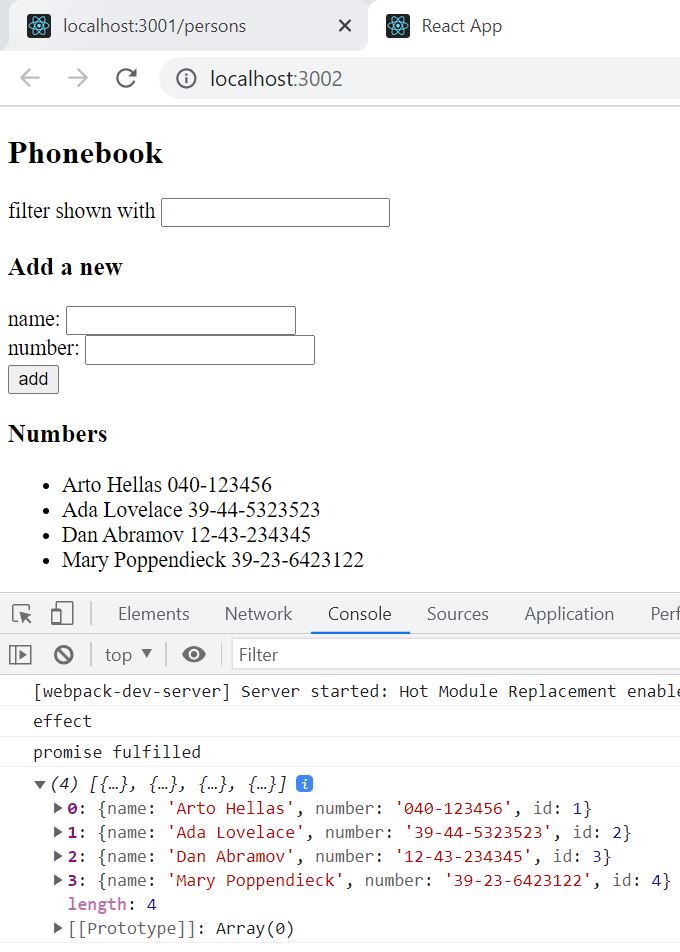 localhost:3001/persons
React App
localhost:3002
Phonebook
filter shown with
Add a new
name:
number:
add
Numbers
Arto Hellas 040-123456
Ada Lovelace 39-44-5323523
Dan Abramov 12-43-234345
Mary Poppendieck 39-23-6423122
Elements Network Console Sources Application Perf
top Filter
[webpack-dev-server] Server started: Hot Module Replacement enable
effect
promise fulfilled
(4) [{…}, {…}, {…}, {…}] i
0: {name: 'Arto Hellas', number: '040-123456', id: 1}
1: {name: 'Ada Lovelace', number: '39-44-5323523', id: 2}
2: {name: 'Dan Abramov', number: '12-43-234345', id: 3}
3: {name: 'Mary Poppendieck', number: '39-23-6423122', id: 4}
length: 4
[[Prototype]]: Array(0)